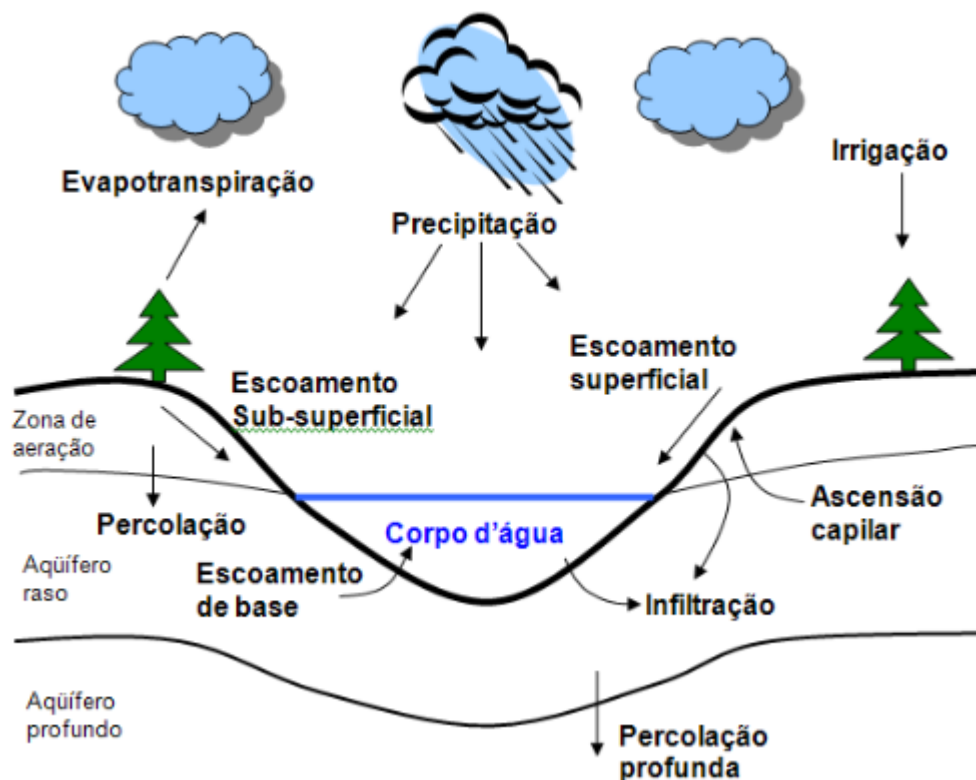 Evapotranspiração
Precipitação
Irrigação
Escoamento
Sub-superficial
Escoamento
superficial
Zona de
aeração
Percolação
Corpo d'água
Ascensão
capilar
Aqüífero
raso
Escoamento
de base
Infiltração
Aqüífero
profundo
Percolação
profunda